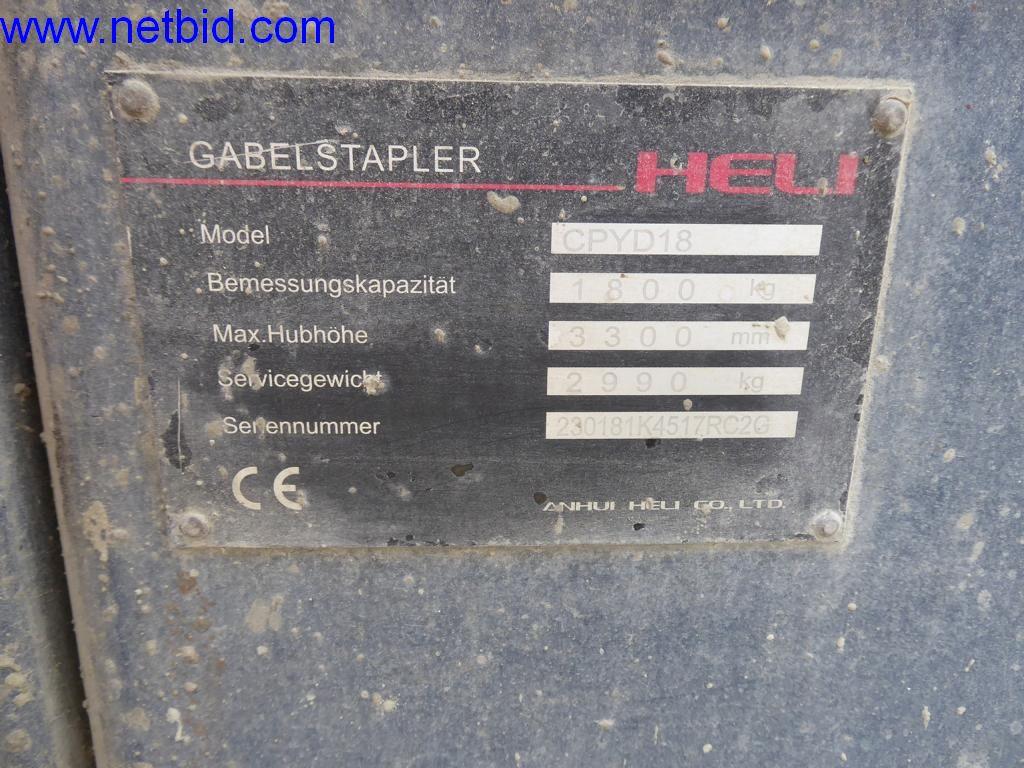 www.netbid.com
GABELSTAPLER HELI
Model CPYD18
Bemessungskapazität 1800 kg
Max.Hubhöhe 3300 mm
Servicegewicht 2990 kg
Seriennummer 230181K4517RC2G
CE
ANHUI HELI CO., LTD.